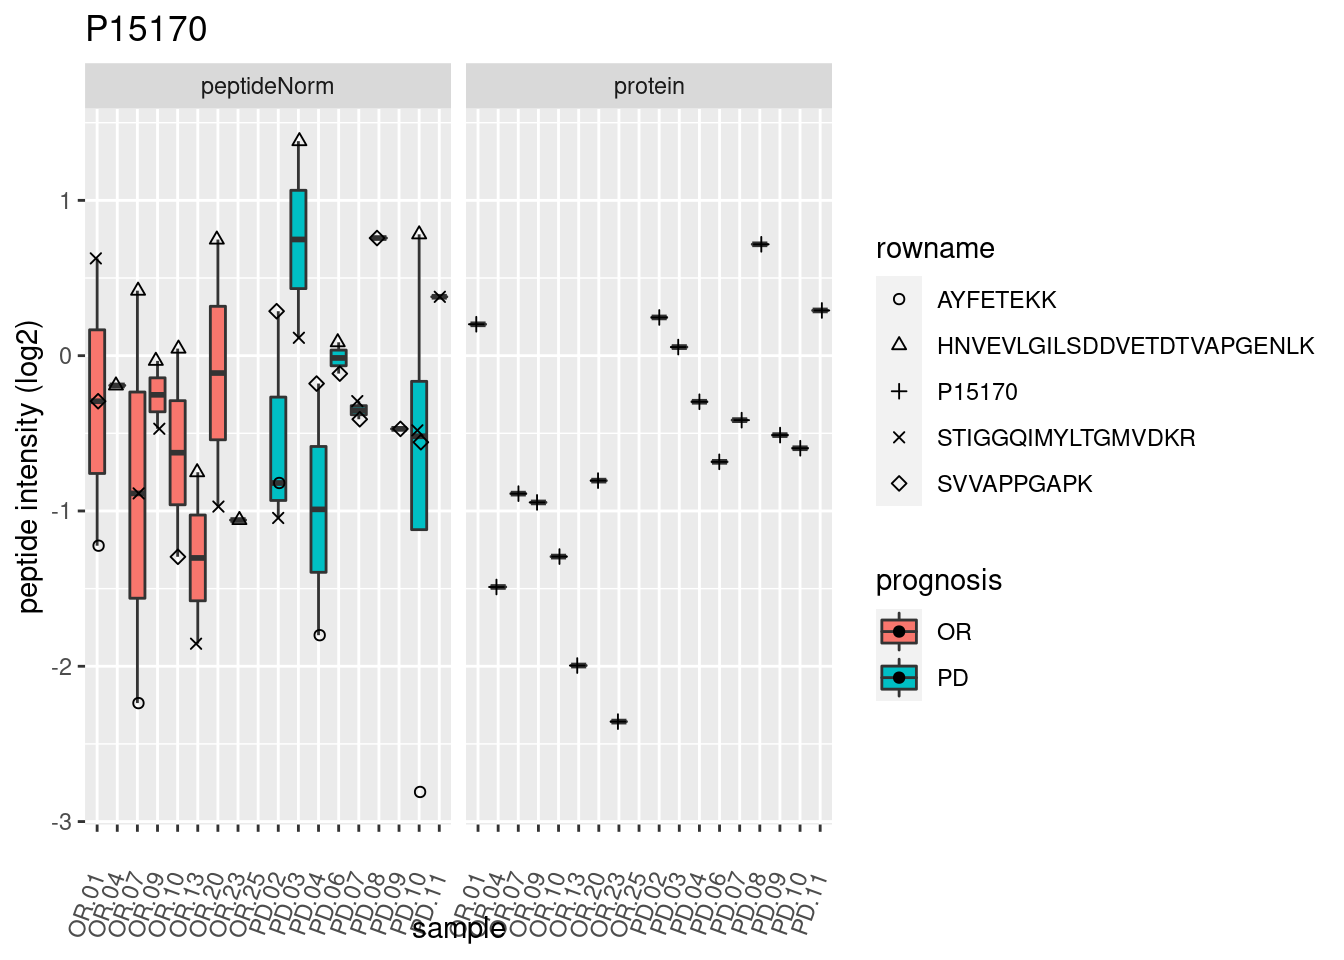 P15170
peptideNorm
protein
peptide intensity (log2)
1
0
-1
-2
-3
OR.01
OR.04
OR.07
OR.09
OR.10
OR.13
OR.20
OR.23
OR.25
PD.02
PD.03
PD.04
PD.06
PD.07
PD.08
PD.09
PD.10
PD.11
OR.01
OR.04
OR.07
OR.09
OR.10
OR.13
OR.20
OR.23
OR.25
PD.02
PD.03
PD.04
PD.06
PD.07
PD.08
PD.09
PD.10
PD.11
sample
rowname
AYFETEKK
HNVEVLGILSDDVETDTVAPGENLK
P15170
STIGGQIMYLTGMVDKR
SVVAPPGAPK
prognosis
OR
PD